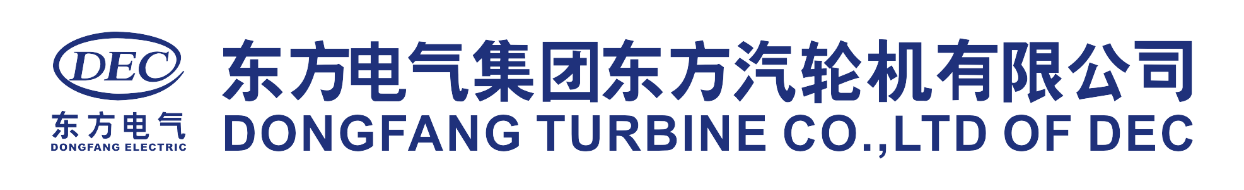 DEC
东方电气
DONGFANG ELECTRIC
东方电气集团东方汽轮机有限公司
DONGFANG TURBINE CO.,LTD OF DEC